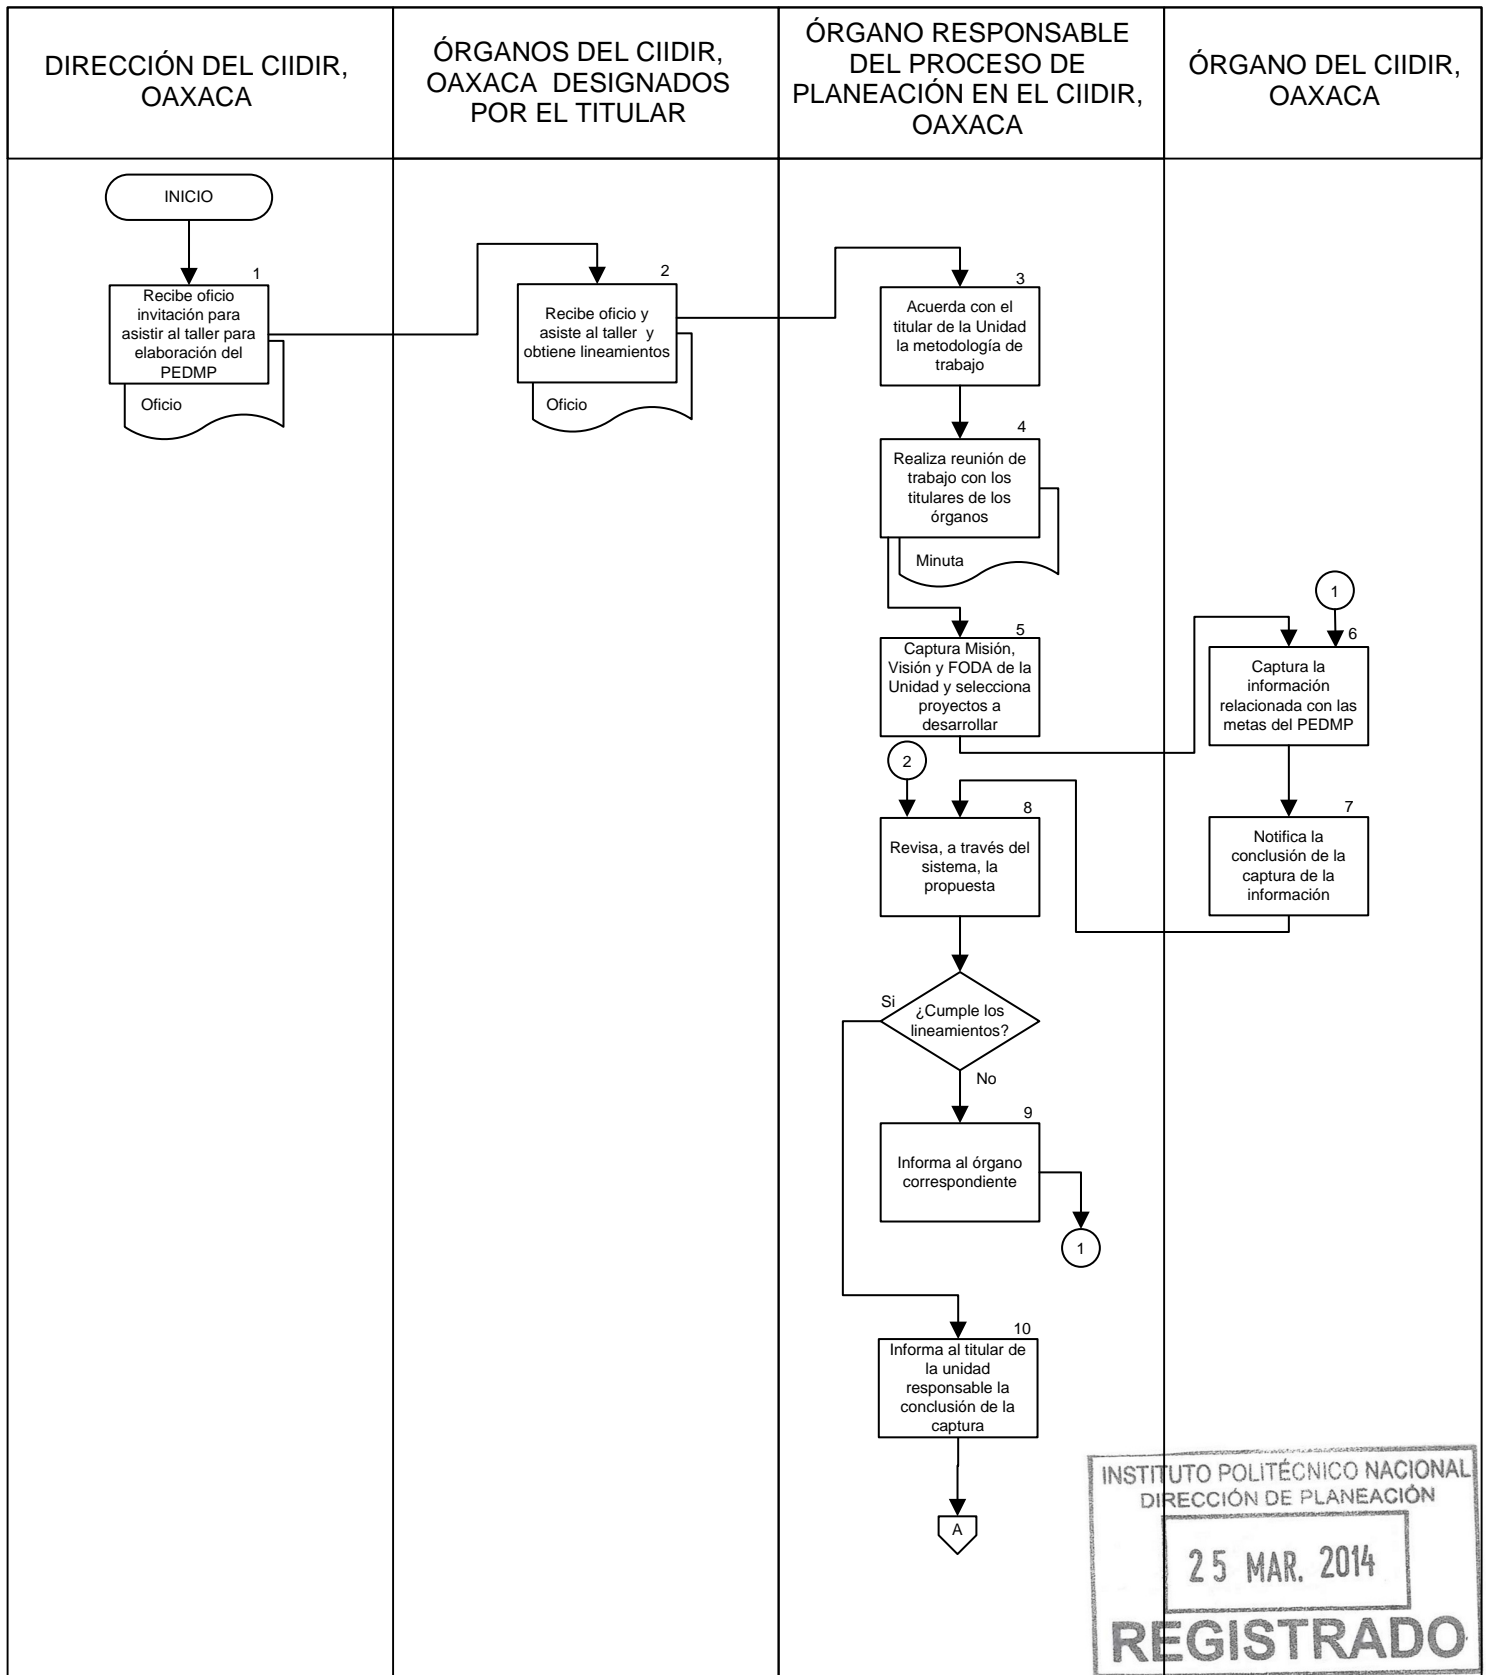 DIRECCIÓN DEL CIIDIR,
OAXACA
ÓRGANOS DEL CIIDIR,
OAXACA DESIGNADOS
POR EL TITULAR
ÓRGANO RESPONSABLE
DEL PROCESO DE
PLANEACIÓN EN EL CIIDIR,
OAXACA
ÓRGANO DEL CIIDIR,
OAXACA
INICIO
1
Recibe oficio
invitación para
asistir al taller para
elaboración del
PEDMP
Oficio
2
Recibe oficio y
asiste al taller y
obtiene lineamientos
Oficio
3
Acuerda con el
titular de la Unidad
la metodología de
trabajo
4
Realiza reunión de
trabajo con los
titulares de los
órganos
Minuta
5
Captura Misión,
Visión y FODA de la
Unidad y selecciona
proyectos a
desarrollar
1
6
Captura la
información
relacionada con las
metas del PEDMP
7
Notifica la
conclusión de la
captura de la
información
2
8
Revisa, a través del
sistema, la
propuesta
¿Cumple los
lineamientos?
Si
No
9
Informa al órgano
correspondiente
1
10
Informa al titular de
la unidad
responsable la
conclusión de la
captura
A
INSTITUTO POLITÉCNICO NACIONAL
DIRECCIÓN DE PLANEACIÓN
25 MAR. 2014
REGISTRADO